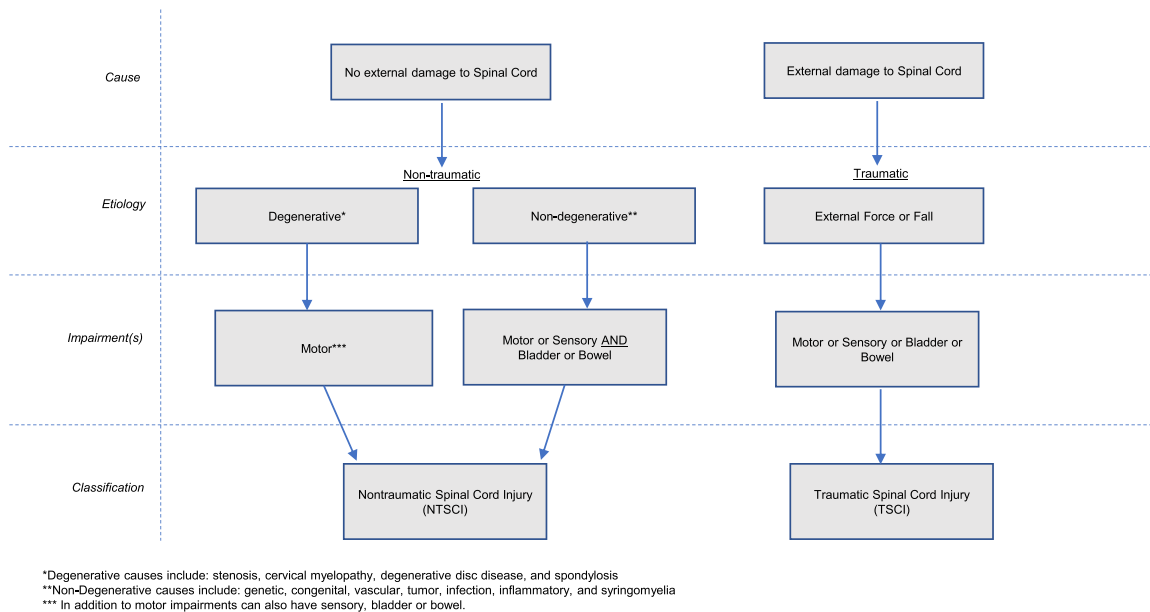 Cause
No external damage to Spinal Cord
External damage to Spinal Cord
Non-traumatic
Traumatic
Etiology
Degenerative*
Non-degenerative**
External Force or Fall
Impairment(s)
Motor***
Motor or Sensory AND
Bladder or Bowel
Motor or Sensory or Bladder or
Bowel
Classification
Nontraumatic Spinal Cord Injury
(NTSCI)
Traumatic Spinal Cord Injury
(TSCI)
*Degenerative causes include: stenosis, cervical myelopathy, degenerative disc disease, and spondylosis
**Non-Degenerative causes include: genetic, congenital, vascular, tumor, infection, inflammatory, and syringomyelia
*** In addition to motor impairments can also have sensory, bladder or bowel.